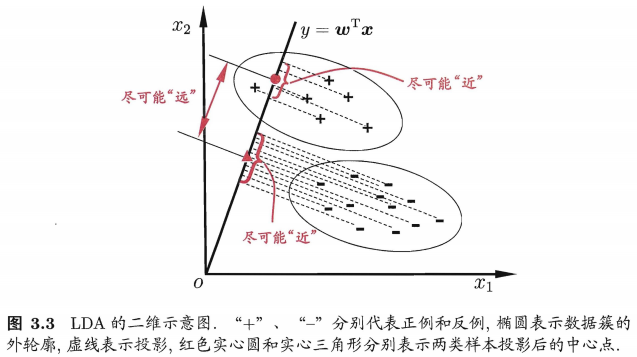 x₂
y = wᵀx
尽可能“远”
尽可能“近”
尽可能“近”
O
x₁
图 3.3 LDA 的二维示意图. “+”、 “–”分别代表正例和反例, 椭圆表示数据簇的
外轮廓, 虚线表示投影, 红色实心圆和实心三角形分别表示两类样本投影后的中心点.